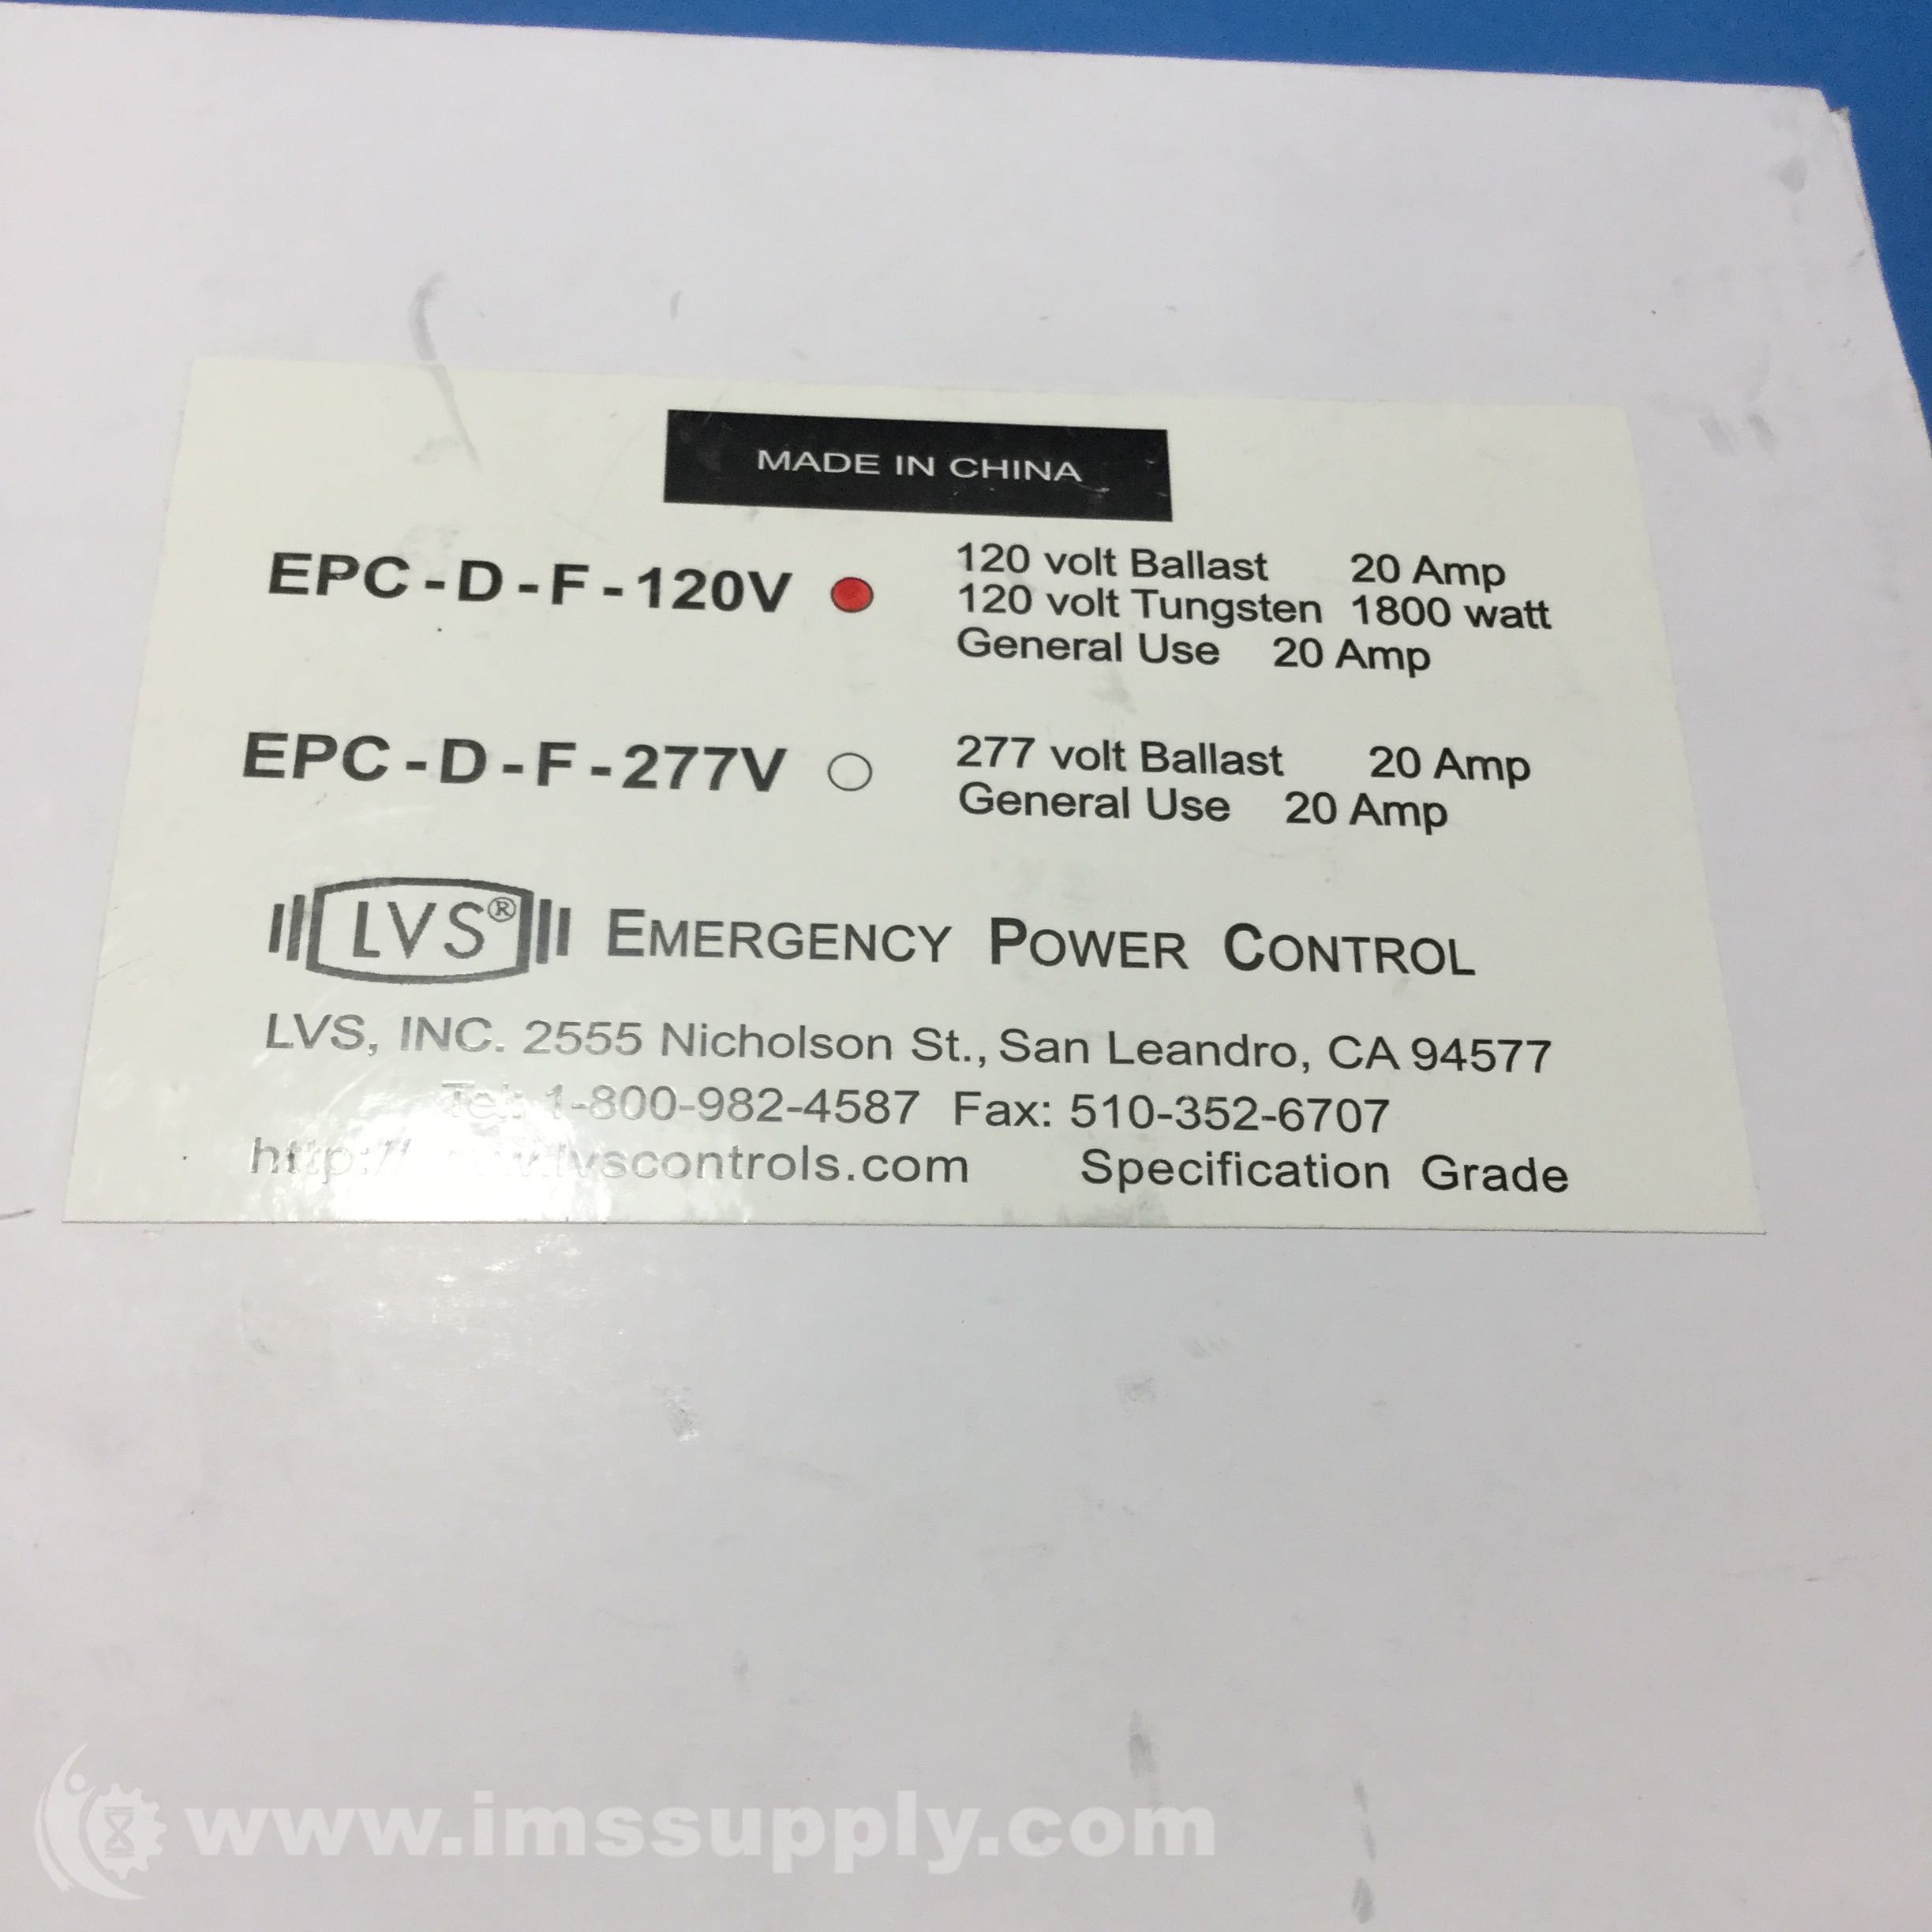 MADE IN CHINA
EPC-D-F-120V 120 volt Ballast 20 Amp
120 volt Tungsten 1800 watt
General Use 20 Amp
EPC-D-F-277V 277 volt Ballast 20 Amp
General Use 20 Amp
LVS® EMERGENCY POWER CONTROL
LVS, INC. 2555 Nicholson St., San Leandro, CA 94577
Tel: 1-800-982-4587 Fax: 510-352-6707
Specification Grade
www.imssupply.com